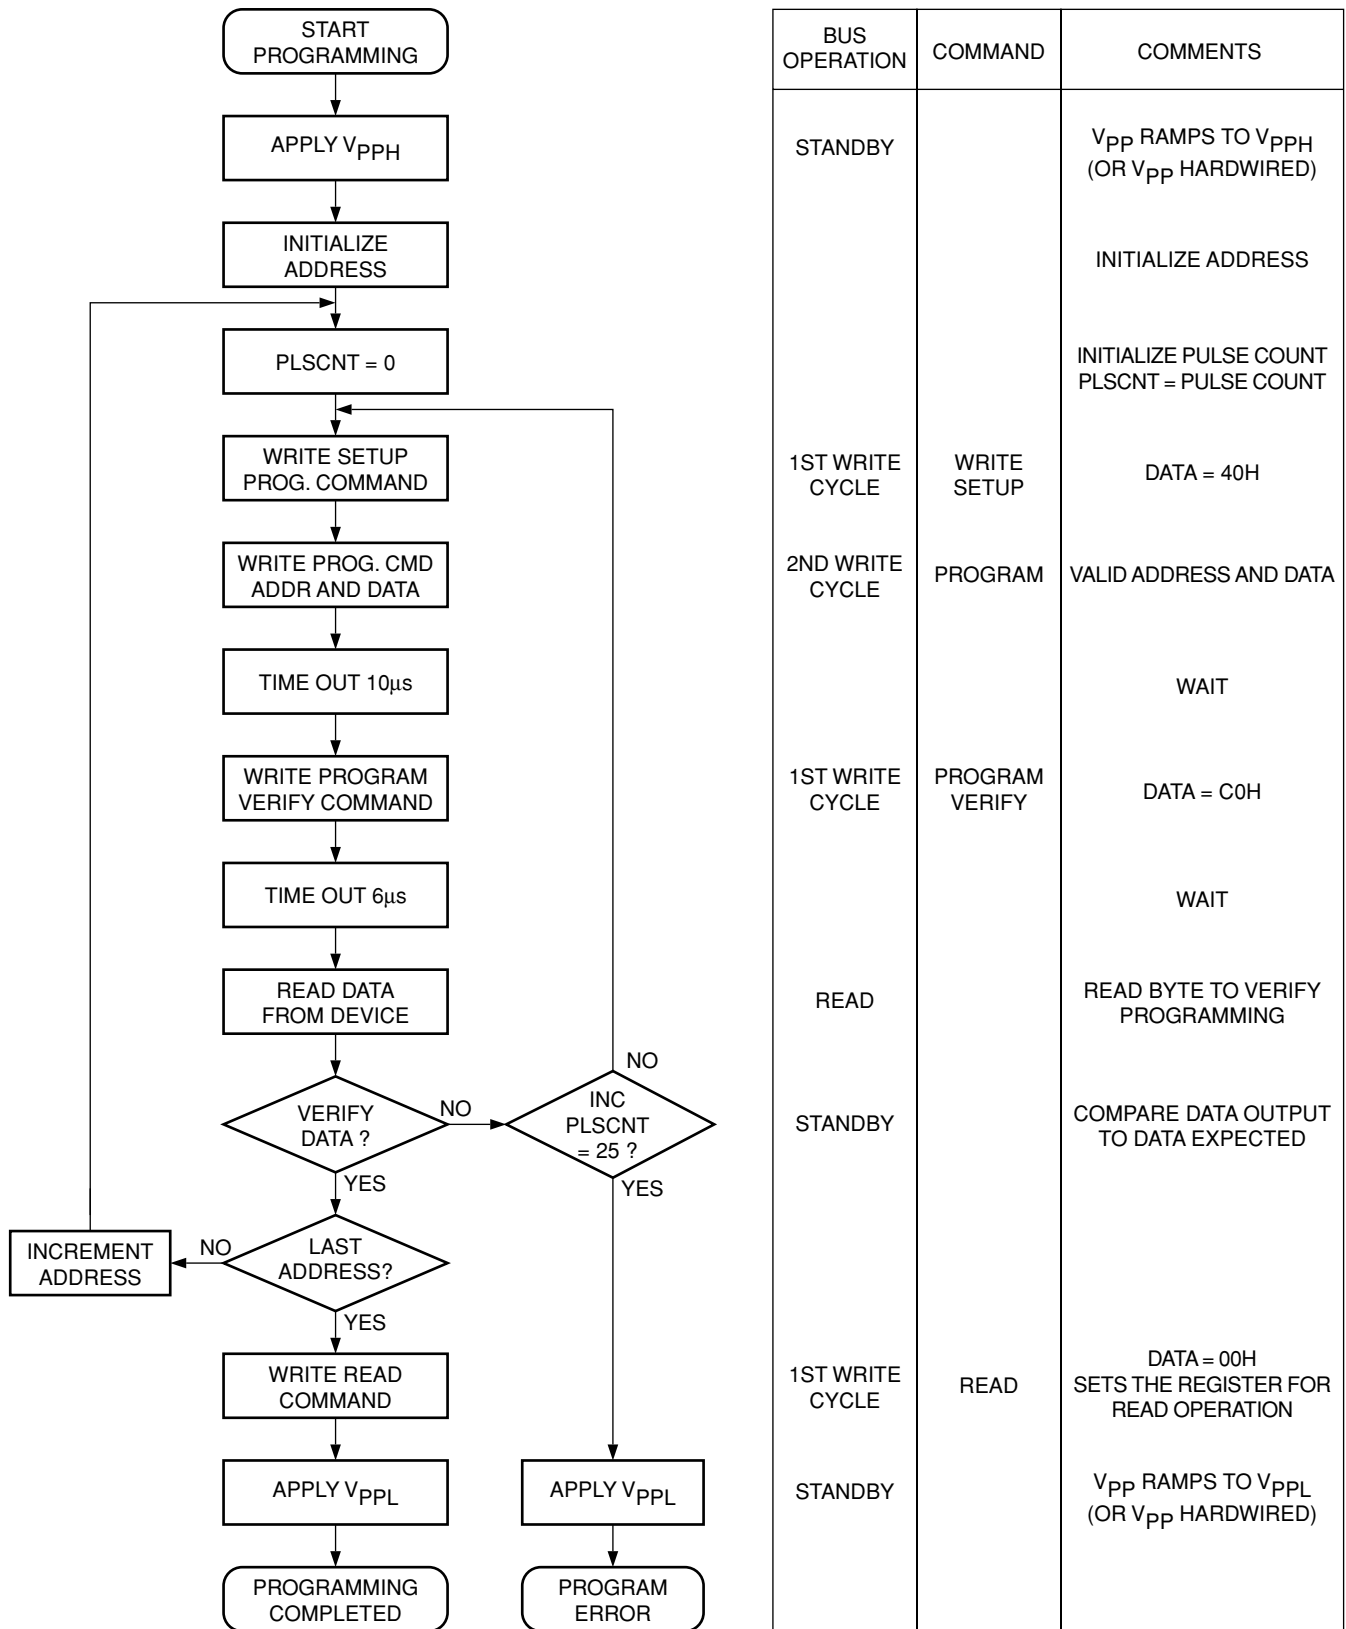 START
PROGRAMMING
APPLY VPPH
INITIALIZE
ADDRESS
PLSCNT = 0
WRITE SETUP
PROG. COMMAND
WRITE PROG. CMD
ADDR AND DATA
TIME OUT 10µs
WRITE PROGRAM
VERIFY COMMAND
TIME OUT 6µs
READ DATA
FROM DEVICE
VERIFY
DATA ?
NO
YES
INC
PLSCNT
= 25 ?
NO
YES
LAST
ADDRESS?
NO
YES
INCREMENT
ADDRESS
WRITE READ
COMMAND
APPLY VPPL
APPLY VPPL
PROGRAMMING
COMPLETED
PROGRAM
ERROR
BUS
OPERATION
COMMAND
COMMENTS
STANDBY
VPP RAMPS TO VPPH
(OR VPP HARDWIRED)
INITIALIZE ADDRESS
INITIALIZE PULSE COUNT
PLSCNT = PULSE COUNT
1ST WRITE
CYCLE
WRITE
SETUP
DATA = 40H
2ND WRITE
CYCLE
PROGRAM
VALID ADDRESS AND DATA
WAIT
1ST WRITE
CYCLE
PROGRAM
VERIFY
DATA = C0H
WAIT
READ
READ BYTE TO VERIFY
PROGRAMMING
STANDBY
COMPARE DATA OUTPUT
TO DATA EXPECTED
1ST WRITE
CYCLE
READ
DATA = 00H
SETS THE REGISTER FOR
READ OPERATION
STANDBY
VPP RAMPS TO VPPL
(OR VPP HARDWIRED)